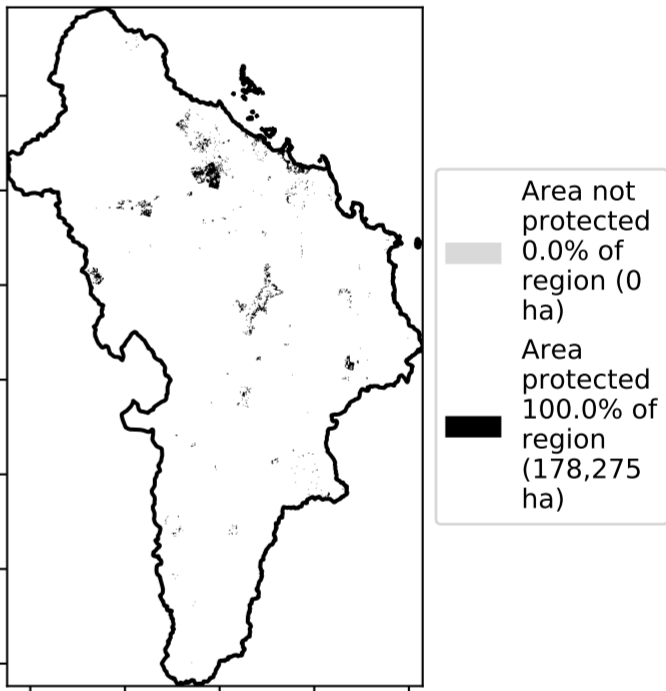 Area not
protected
0.0% of
region (0
ha)
Area
protected
100.0% of
region
(178,275
ha)